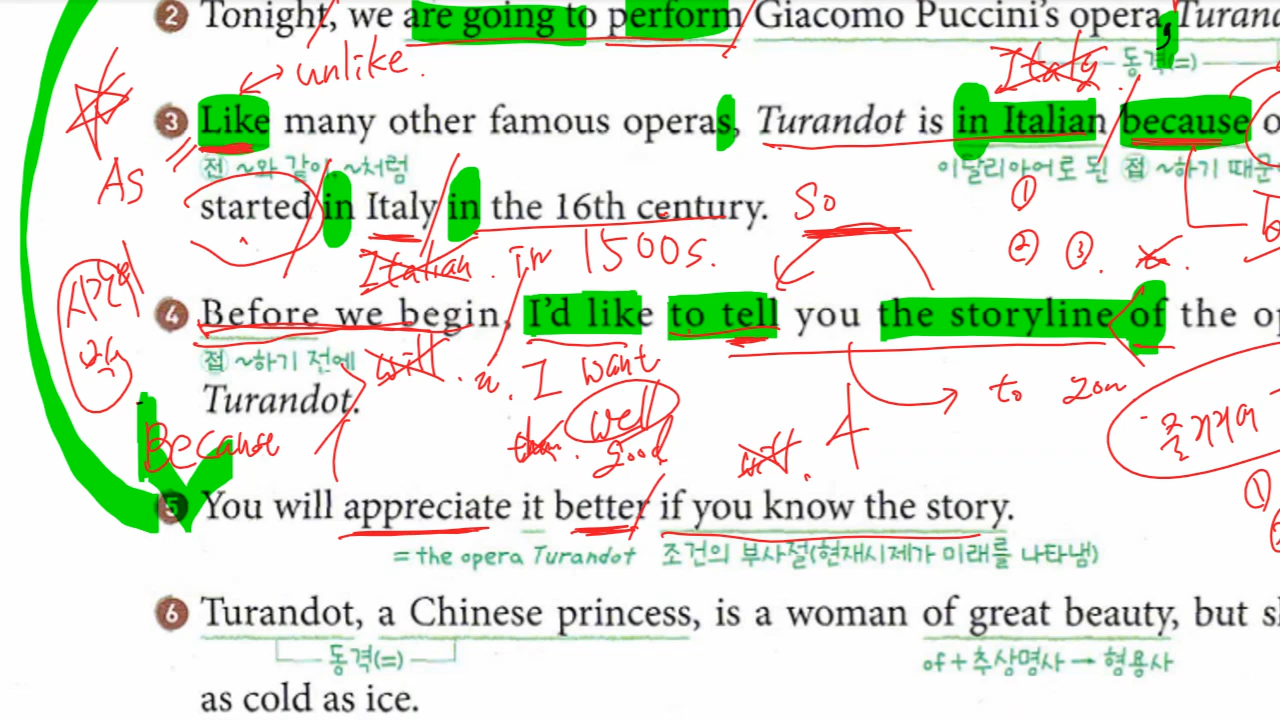 2 Tonight, we are going to perform Giacomo Puccini's opera, Turand
동격(=)
Italy
unlike.
3 Like many other famous operas, Turandot is in Italian because o
As
전 ~와 같이, ~처럼 이탈리아어로 된 접 ~하기 때문
① 
started in Italy in the 16th century. So
② ③.
Italian. in 1500s.
4 Before we begin, I'd like to tell you the storyline of the op
접 ~하기 전에 will I want to
Turandot.
well
Because good will
①
5 You will appreciate it better if you know the story.
= the opera Turandot 조건의 부사절(현재시제가 미래를 나타냄)
6 Turandot, a Chinese princess, is a woman of great beauty, but sh
동격(=) of+추상명사→형용사
as cold as ice.